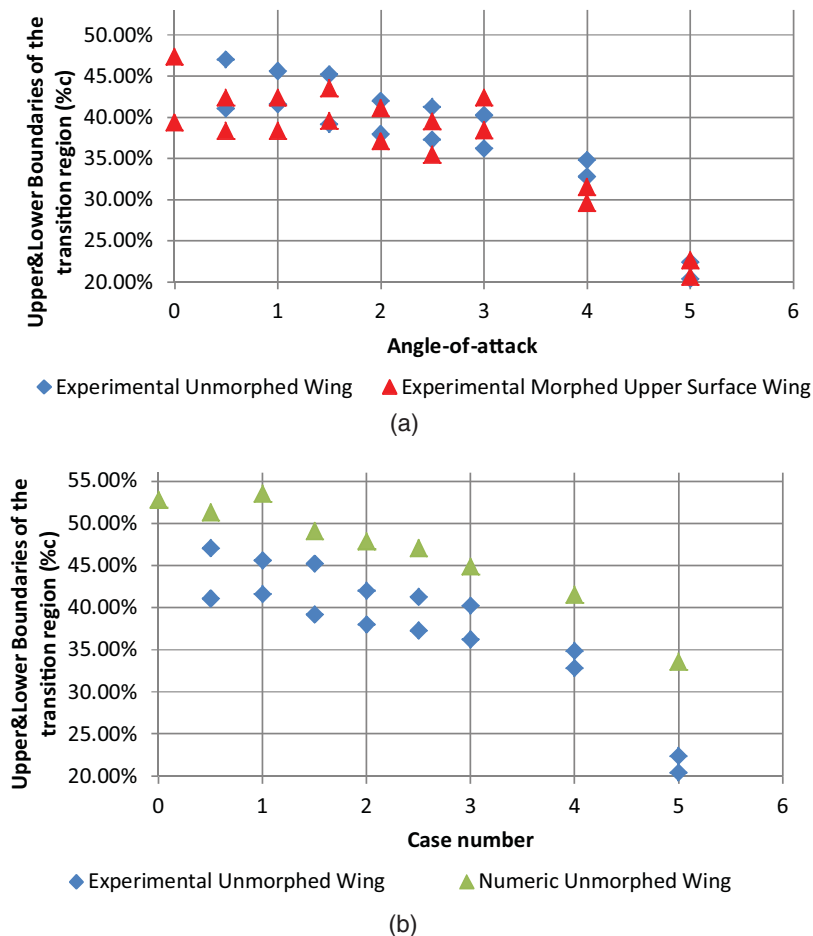 Upper&Lower Boundaries of the
transition region (%c)
50.00%
45.00%
40.00%
35.00%
30.00%
25.00%
20.00%
0 1 2 3 4 5 6
Angle-of-attack
Experimental Unmorphed Wing Experimental Morphed Upper Surface Wing
(a)
Upper&Lower Boundaries of the
transition region (%c)
55.00%
50.00%
45.00%
40.00%
35.00%
30.00%
25.00%
20.00%
0 1 2 3 4 5 6
Case number
Experimental Unmorphed Wing Numeric Unmorphed Wing
(b)